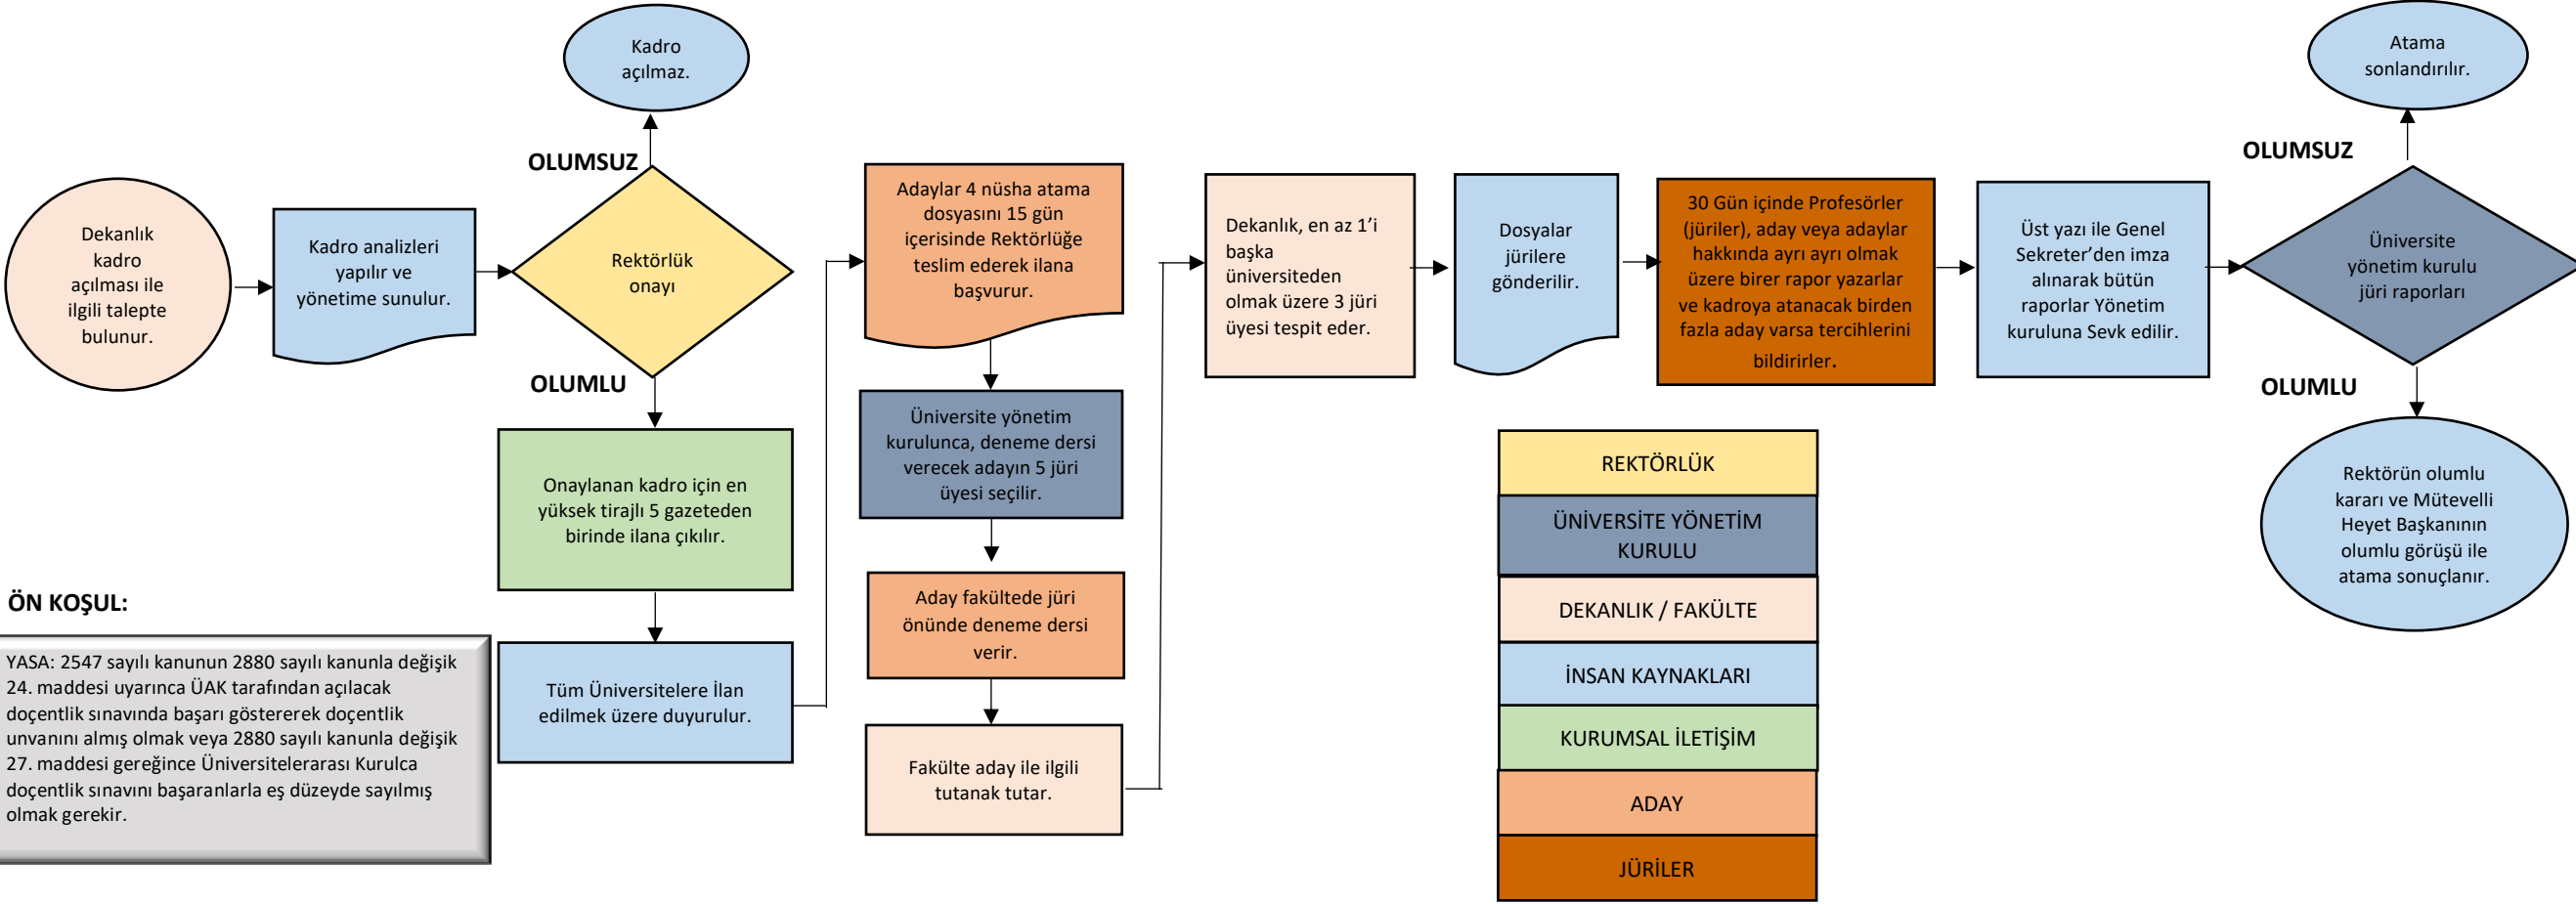 Kadro
açılmaz.
OLUMSUZ
Dekanlık
kadro
açılması ile
ilgili talepte
bulunur.
Kadro analizleri
yapılır ve
yönetime sunulur.
Rektörlük
onayı
OLUMLU
Onaylanan kadro için en
yüksek tirajlı 5 gazeteden
birinde ilana çıkılır.
Tüm Üniversitelere İlan
edilmek üzere duyurulur.
Adaylar 4 nüsha atama
dosyasını 15 gün
içerisinde Rektörlüğe
teslim ederek ilana
başvurur.
Üniversite yönetim
kurulunca, deneme dersi
verecek adayın 5 jüri
üyesi seçilir.
Aday fakültede jüri
önünde deneme dersi
verir.
Fakülte aday ile ilgili
tutanak tutar.
Dekanlık, en az 1’i
başka
üniversiteden
olmak üzere 3 jüri
üyesi tespit eder.
Dosyalar
jürilere
gönderilir.
30 Gün içinde Profesörler
(jüriler), aday veya adaylar
hakkında ayrı ayrı olmak
üzere birer rapor yazarlar
ve kadroya atanacak birden
fazla aday varsa tercihlerini
bildirirler.
Üst yazı ile Genel
Sekreter’den imza
alınarak bütün
raporlar Yönetim
kuruluna Sevk edilir.
Atama
sonlandırılır.
OLUMSUZ
Üniversite
yönetim kurulu
jüri raporları
OLUMLU
Rektörün olumlu
kararı ve Mütevelli
Heyet Başkanının
olumlu görüşü ile
atama sonuçlanır.
REKTÖRLÜK
ÜNİVERSİTE YÖNETİM
KURULU
DEKANLIK / FAKÜLTE
İNSAN KAYNAKLARI
KURUMSAL İLETİŞİM
ADAY
JÜRİLER
ÖN KOŞUL:
YASA: 2547 sayılı kanunun 2880 sayılı kanunla değişik
24. maddesi uyarınca ÜAK tarafından açılacak
doçentlik sınavında başarı göstererek doçentlik
unvanını almış olmak veya 2880 sayılı kanunla değişik
27. maddesi gereğince Üniversitelerarası Kurulca
doçentlik sınavını başaranlarla eş düzeyde sayılmış
olmak gerekir.